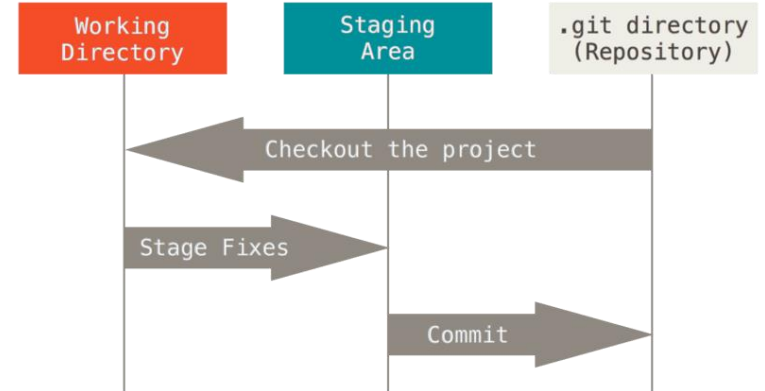 Working
Directory
Staging
Area
.git directory
(Repository)
Checkout the project
Stage Fixes
Commit